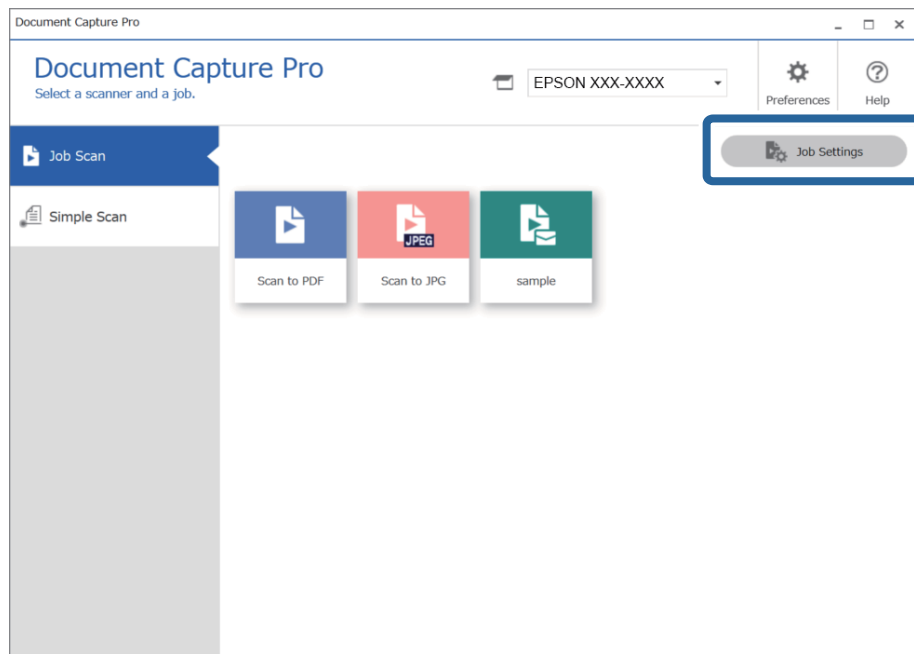 Document Capture Pro
Document Capture Pro
Select a scanner and a job.
EPSON XXX-XXXX
Preferences
Help
Job Scan
Job Settings
Simple Scan
JPEG
Scan to PDF
Scan to JPG
sample